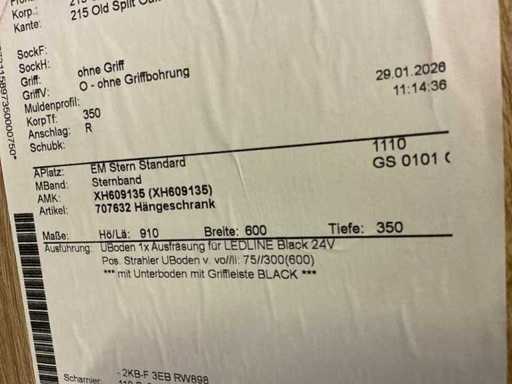 Korp.: 215 Old Split
Kante:
SockF:
SockH:
Griff: ohne Griff
GriffV: O - ohne Griffbohrung
Muldenprofil:
KorpTf: 350
Anschlag: R
Schubk:
29.01.2026
11:14:36
1110
GS 0101
APlatz: EM Stern Standard
MBand: Sternband
AMK: XH609135 (XH609135)
Artikel: 707632 Hängeschrank
Maße: Hö/Lä: 910 Breite: 600 Tiefe: 350
Ausführung: UBoden 1x Ausfräsung für LEDLINE Black 24V
Pos. Strahler UBoden v. vo//li: 75//300(600)
*** mit Unterboden mit Griffleiste BLACK ***
Scharnier: - 2KB-F 3EB RW898